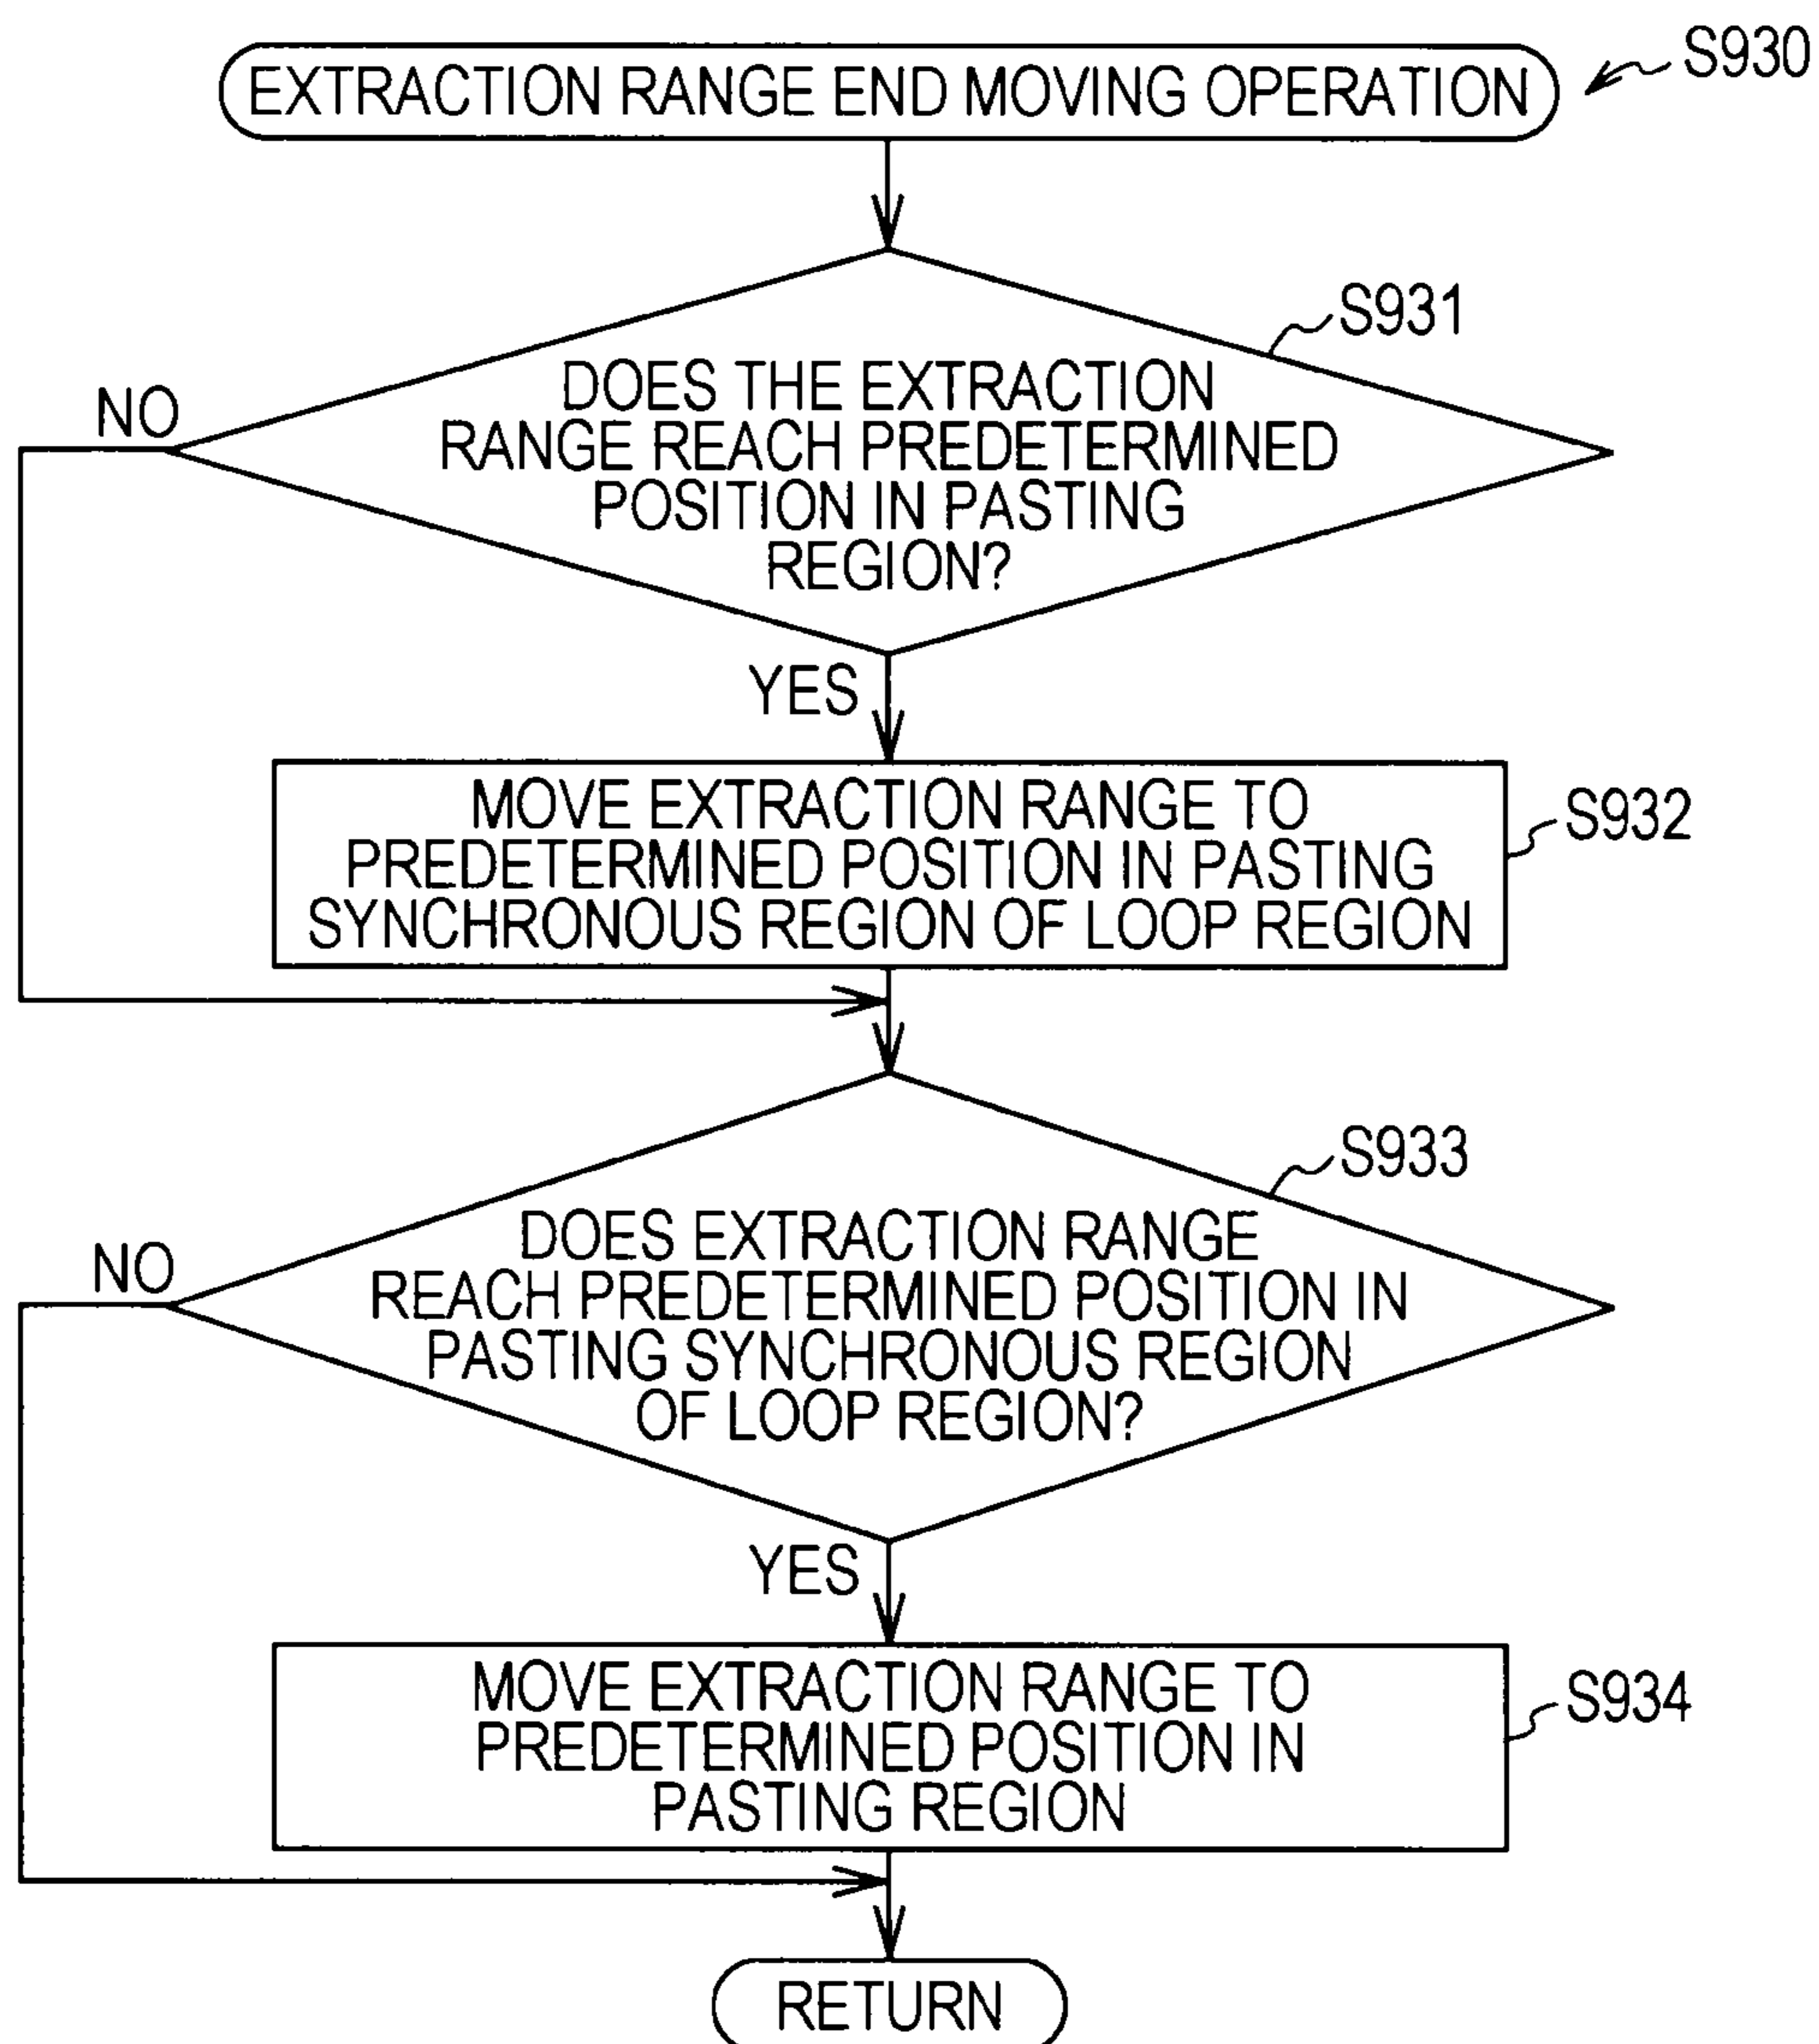 EXTRACTION RANGE END MOVING OPERATION
S930
S931
DOES THE EXTRACTION
RANGE REACH PREDETERMINED
POSITION IN PASTING
REGION?
NO
YES
MOVE EXTRACTION RANGE TO
PREDETERMINED POSITION IN PASTING
SYNCHRONOUS REGION OF LOOP REGION
S932
S933
DOES EXTRACTION RANGE
REACH PREDETERMINED POSITION IN
PASTING SYNCHRONOUS REGION
OF LOOP REGION?
NO
YES
MOVE EXTRACTION RANGE TO
PREDETERMINED POSITION IN
PASTING REGION
S934
RETURN